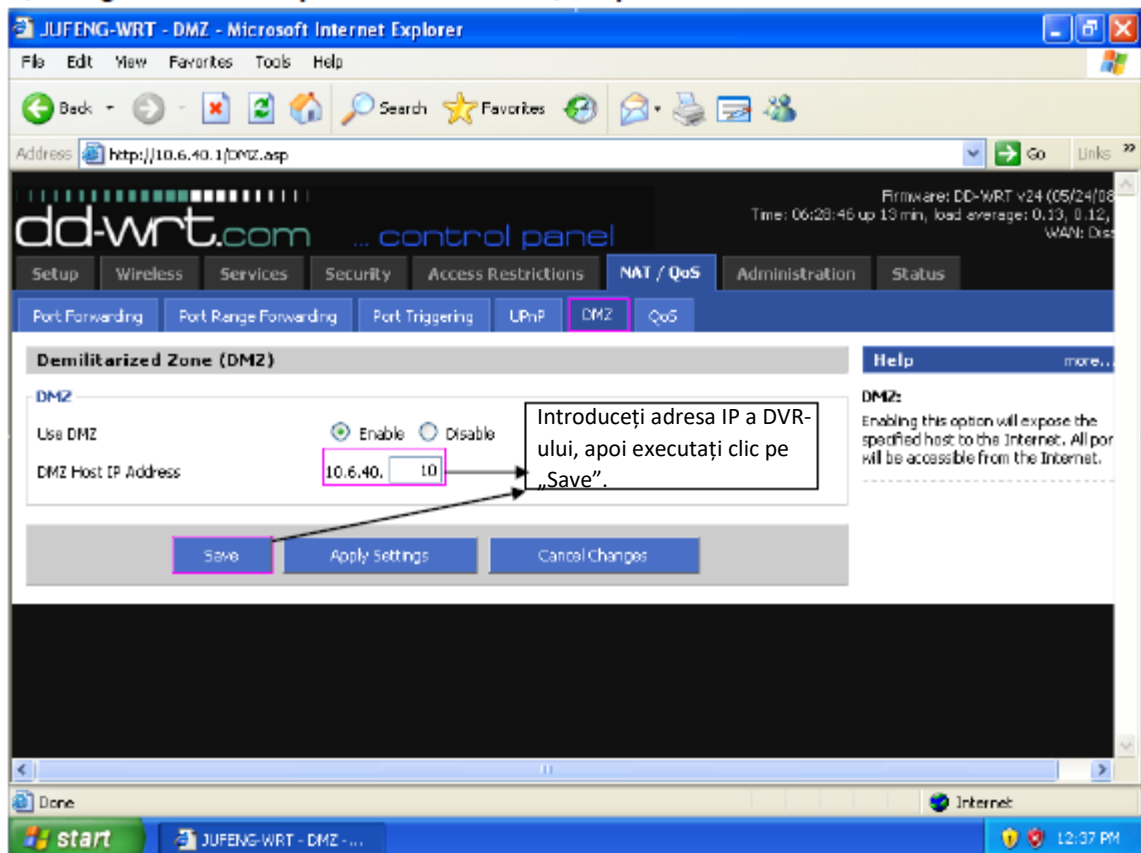 JUFENG-WRT - DMZ - Microsoft Internet Explorer
File Edit View Favorites Tools Help
Back Search Favorites
Address http://10.6.40.1/DMZ.asp Go Links
Firmware: DD-WRT v24 (05/24/08
Time: 06:28:46 up 13 min, load average: 0.13, 0.12,
WAN: Dis
dd-wrt.com ... control panel
Setup Wireless Services Security Access Restrictions NAT / QoS Administration Status
Port Forwarding Port Range Forwarding Port Triggering UPnP DMZ QoS
Demilitarized Zone (DMZ)
DMZ
Use DMZ Enable Disable
DMZ Host IP Address 10.6.40. 10
Introduceți adresa IP a DVR-
ului, apoi executați clic pe
„Save”.
Save Apply Settings Cancel Changes
Help more...
DMZ:
Enabling this option will expose the
specified host to the Internet. All por
will be accessible from the Internet.
Done Internet
start JUFENG-WRT - DMZ -... 12:37 PM